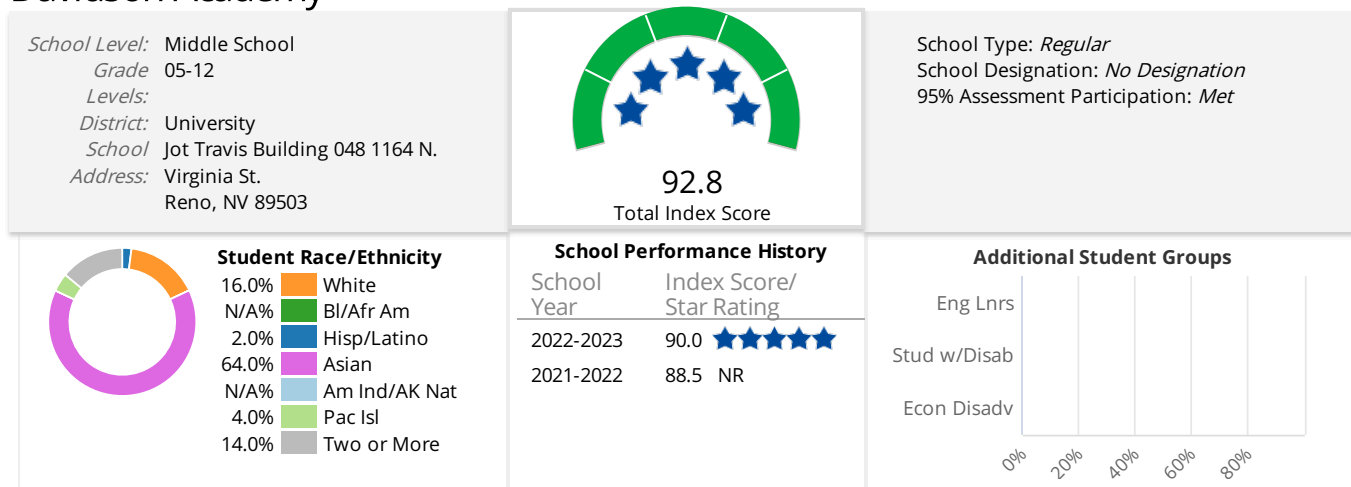 School Level: Middle School
Grade Levels: 05-12
District: University
School Address: Jot Travis Building 048 1164 N.
Virginia St.
Reno, NV 89503
92.8
Total Index Score
School Type: Regular
School Designation: No Designation
95% Assessment Participation: Met
Student Race/Ethnicity
16.0% White
N/A% Bl/Afr Am
2.0% Hisp/Latino
64.0% Asian
N/A% Am Ind/AK Nat
4.0% Pac Isl
14.0% Two or More
School Performance History
School Year
Index Score/ Star Rating
2022-2023 90.0
2021-2022 88.5 NR
Additional Student Groups
Eng Lnrs
Stud w/Disab
Econ Disadv
0% 20% 40% 60% 80%